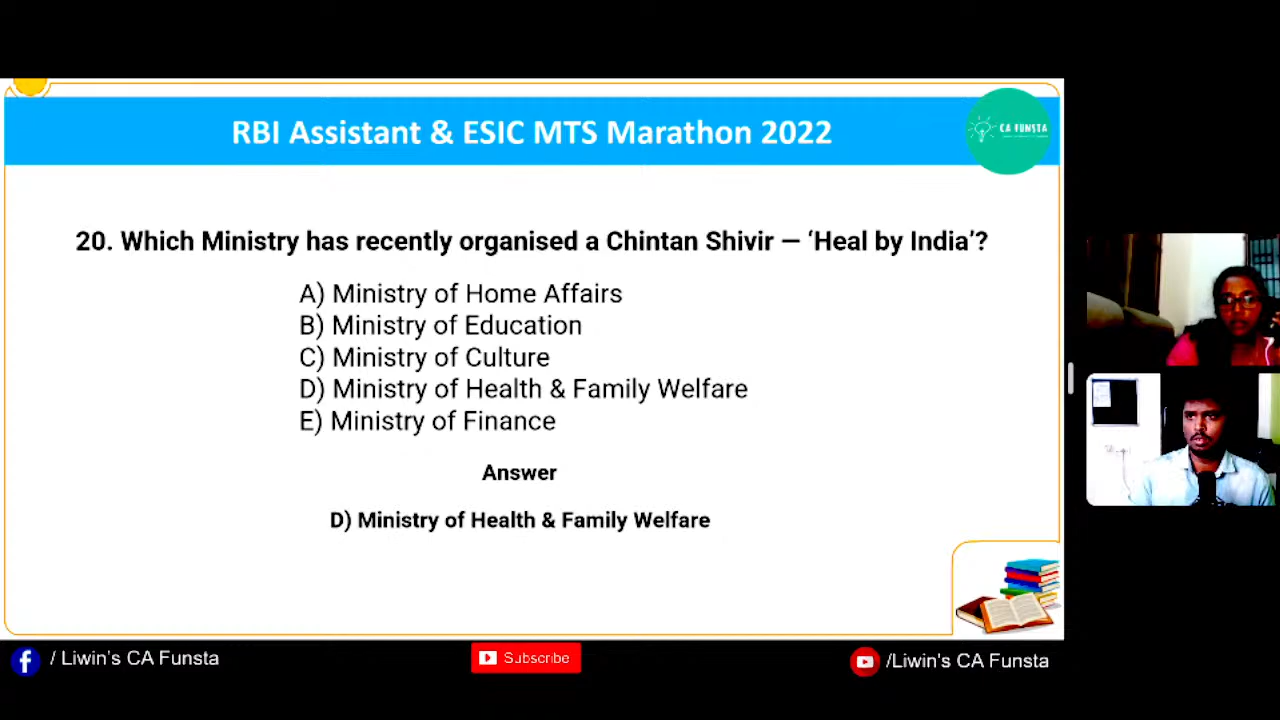 RBI Assistant & ESIC MTS Marathon 2022
CA FUNSTA
20. Which Ministry has recently organised a Chintan Shivir – ‘Heal by India’?
A) Ministry of Home Affairs
B) Ministry of Education
C) Ministry of Culture
D) Ministry of Health & Family Welfare
E) Ministry of Finance
Answer
D) Ministry of Health & Family Welfare
/ Liwin's CA Funsta
Subscribe
/Liwin's CA Funsta